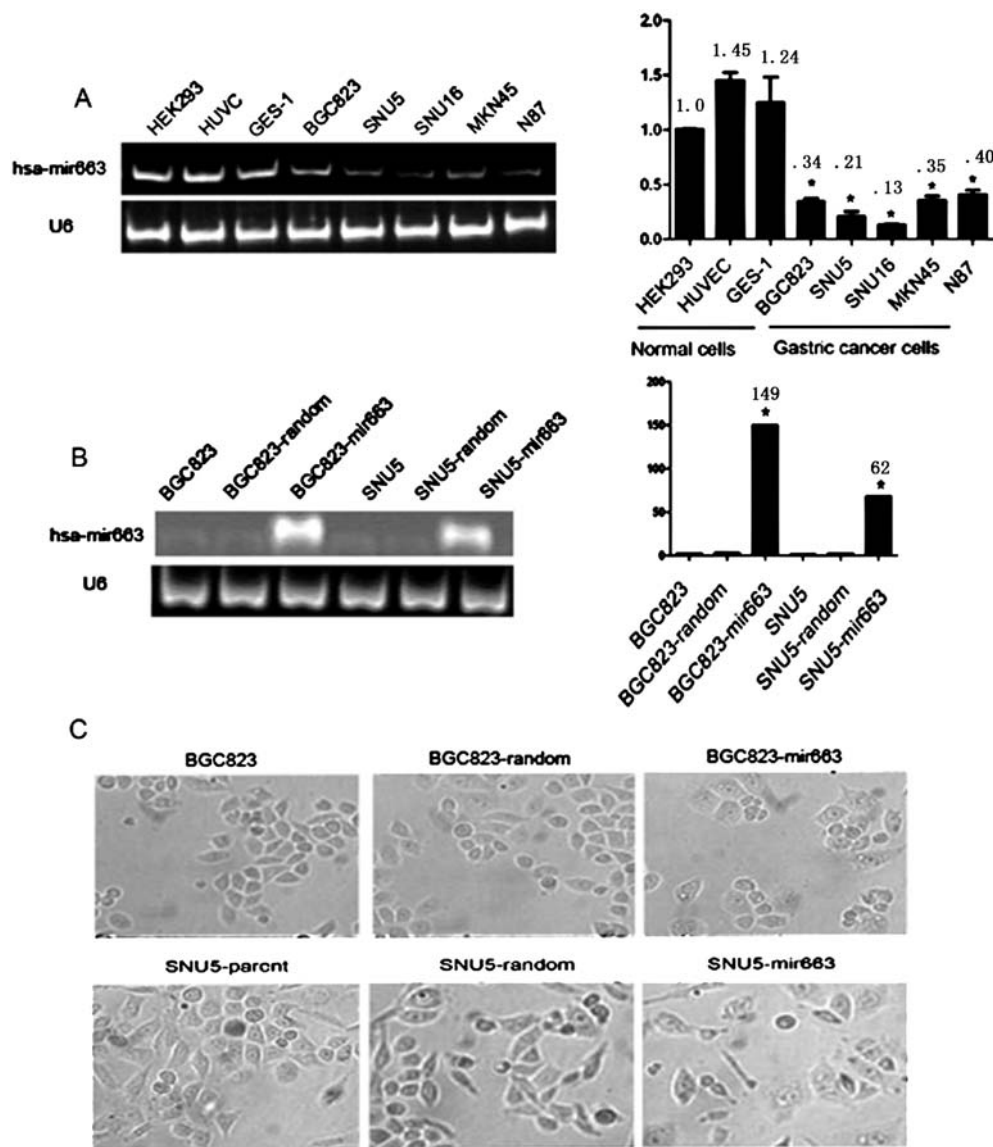 A
HEK293 HUVC GES-1 BGC823 SNU5 SNU16 MKN45 N87
hsa-mir663
U6
2.0
1.5
1.0
0.5
0.0
1.0 1.45 1.24 .34 .21 .13 .35 .40
* * * * *
HEK293 HUVEC GES-1 BGC823 SNU5 SNU16 MKN45 N87
Normal cells Gastric cancer cells
B
BGC823 BGC823-random BGC823-mir663 SNU5 SNU5-random SNU5-mir663
hsa-mir663
U6
200
150
100
50
0
149 62
* *
BGC823 BGC823-random BGC823-mir663 SNU5 SNU5-random SNU5-mir663
C
BGC823 BGC823-random BGC823-mir663
SNU5-parcnt SNU5-random SNU5-mir663